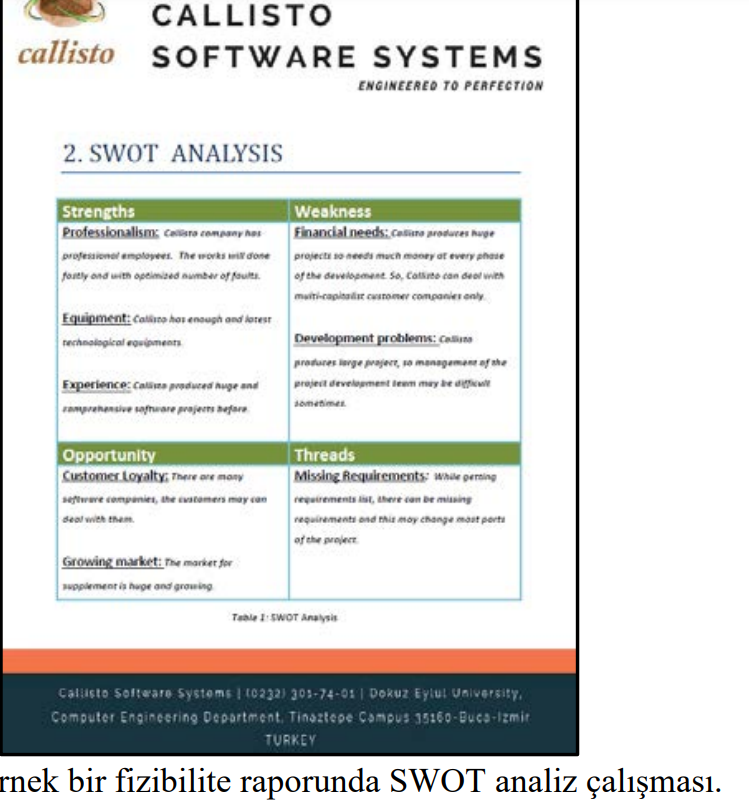 callisto
CALLISTO
SOFTWARE SYSTEMS
ENGINEERED TO PERFECTION
2. SWOT ANALYSIS
Strengths
Professionalism: Callisto company has
professional employees. The works will done
fastly and with optimized number of faults.
Equipment: Callisto has enough and latest
technological equipments.
Experience: Callisto produced huge and
comprehensive software projects before.
Weakness
Financial needs: Callisto produces huge
projects so needs much money at every phase
of the development. So, Callisto can deal with
multi-capitalist customer companies only.
Development problems: Callisto
produces large project, so management of the
project development team may be difficult
sometimes.
Opportunity
Customer Loyalty: There are many
software companies, the customers may can
deal with them.
Growing market: The market for
supplement is huge and growing.
Threads
Missing Requirements: While getting
requirements list, there can be missing
requirements and this may change most parts
of the project.
Table 1: SWOT Analysis
Callisto Software Systems | (0232) 301-74-01 | Dokuz Eylul University,
Computer Engineering Department, Tinaztepe Campus 35160-Buca-Izmir
TURKEY
rnek bir fizibilite raporunda SWOT analiz çalışması.